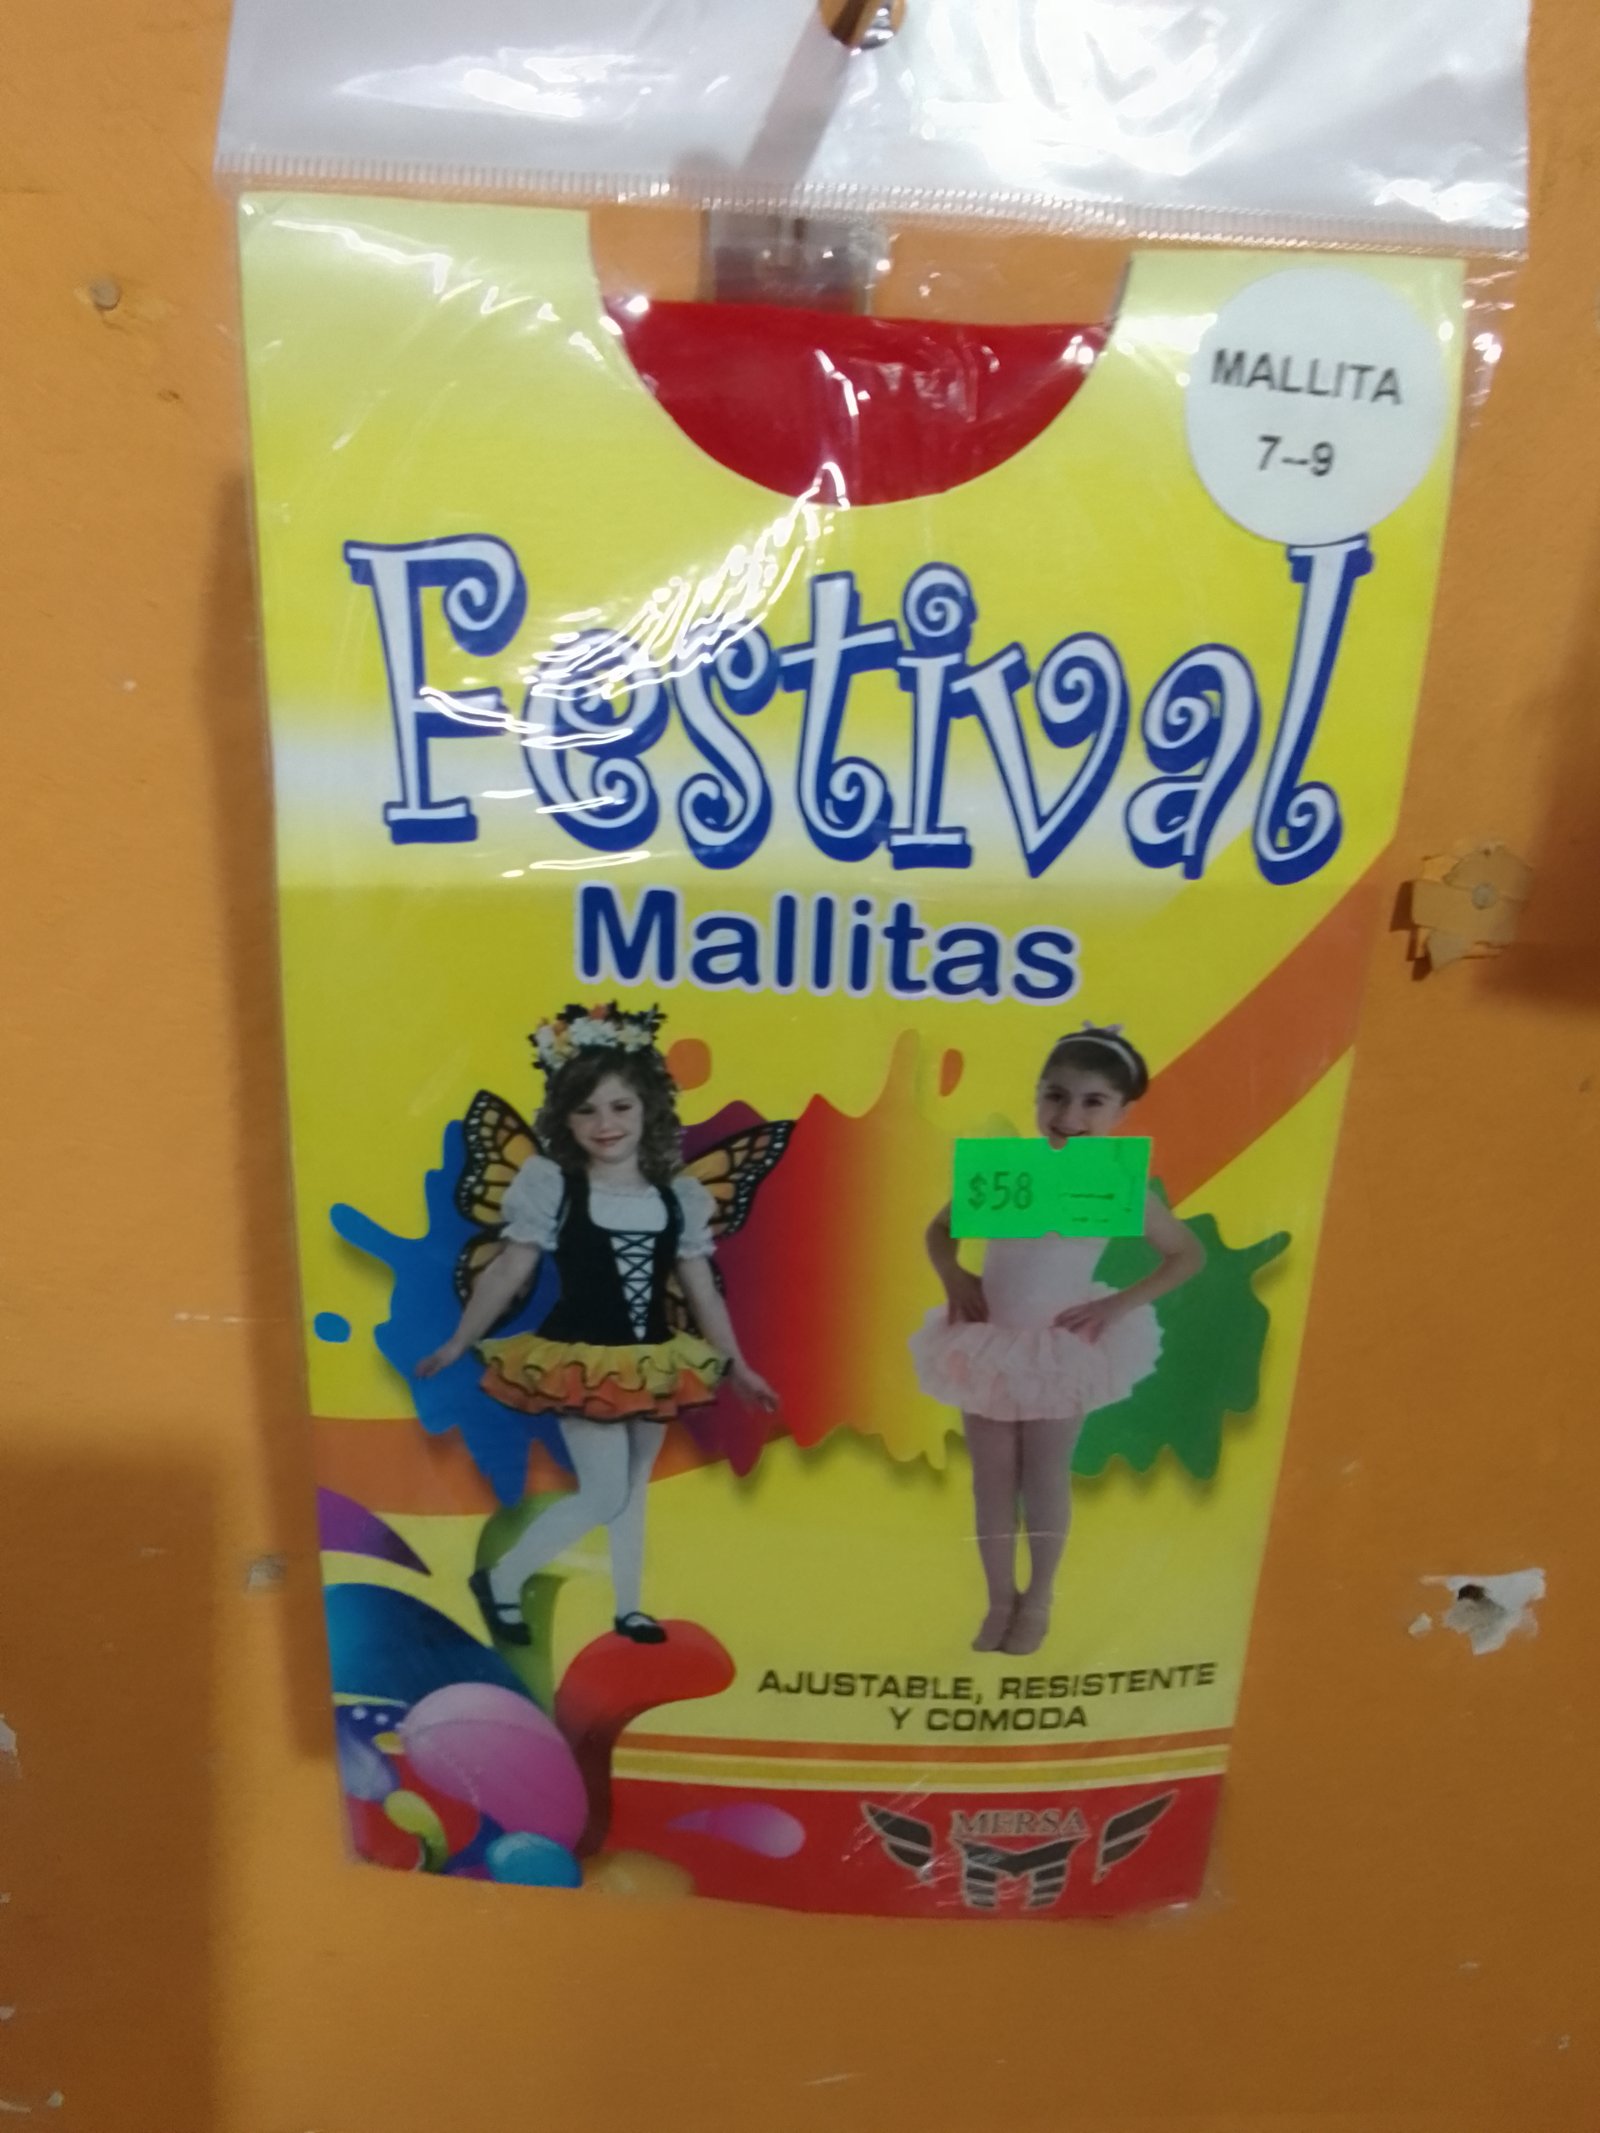 MALLITA
7--9
Festival
Mallitas
$58
AJUSTABLE, RESISTENTE
Y COMODA
MERSA